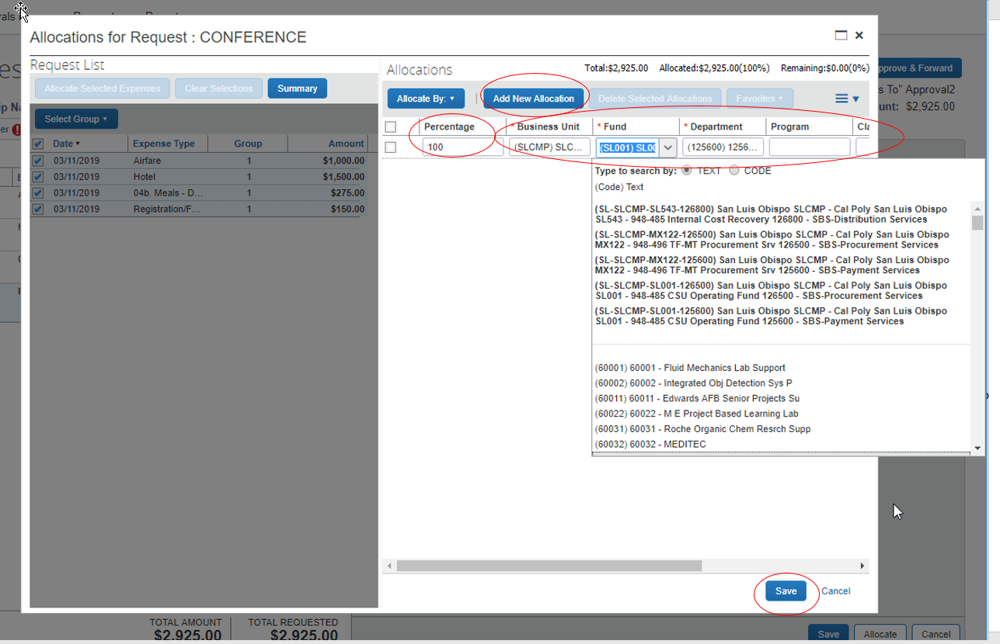 Allocations for Request : CONFERENCE
Request List
Allocate Selected Expenses Clear Selections Summary
Select Group
Date Expense Type Group Amount
03/11/2019 Airfare 1 $1,000.00
03/11/2019 Hotel 1 $1,500.00
03/11/2019 04b. Meals - D... 1 $275.00
03/11/2019 Registration/F... 1 $150.00
Allocations
Total:$2,925.00 Allocated:$2,925.00(100%) Remaining:$0.00(0%)
Allocate By: | Add New Allocation Delete Selected Allocations Favorites
Percentage * Business Unit * Fund * Department Program Cla
100 (SLCMP) SLC... (SL001) SL00 (125600) 1256...
Type to search by: TEXT CODE
(Code) Text
(SL-SLCMP-SL543-126800) San Luis Obispo SLCMP - Cal Poly San Luis Obispo
SL543 - 948-485 Internal Cost Recovery 126800 - SBS-Distribution Services
(SL-SLCMP-MX122-126500) San Luis Obispo SLCMP - Cal Poly San Luis Obispo
MX122 - 948-496 TF-MT Procurement Srv 126500 - SBS-Procurement Services
(SL-SLCMP-MX122-125600) San Luis Obispo SLCMP - Cal Poly San Luis Obispo
MX122 - 948-496 TF-MT Procurement Srv 125600 - SBS-Payment Services
(SL-SLCMP-SL001-126500) San Luis Obispo SLCMP - Cal Poly San Luis Obispo
SL001 - 948-485 CSU Operating Fund 126500 - SBS-Procurement Services
(SL-SLCMP-SL001-125600) San Luis Obispo SLCMP - Cal Poly San Luis Obispo
SL001 - 948-485 CSU Operating Fund 125600 - SBS-Payment Services
(60001) 60001 - Fluid Mechanics Lab Support
(60002) 60002 - Integrated Obj Detection Sys P
(60011) 60011 - Edwards AFB Senior Projects Su
(60022) 60022 - M E Project Based Learning Lab
(60031) 60031 - Roche Organic Chem Resrch Supp
(60032) 60032 - MEDITEC
Save Cancel
pprove & Forward
s To" Approval2
unt: $2,925.00
TOTAL AMOUNT TOTAL REQUESTED
$2,925.00 $2,925.00
Save Allocate Cancel